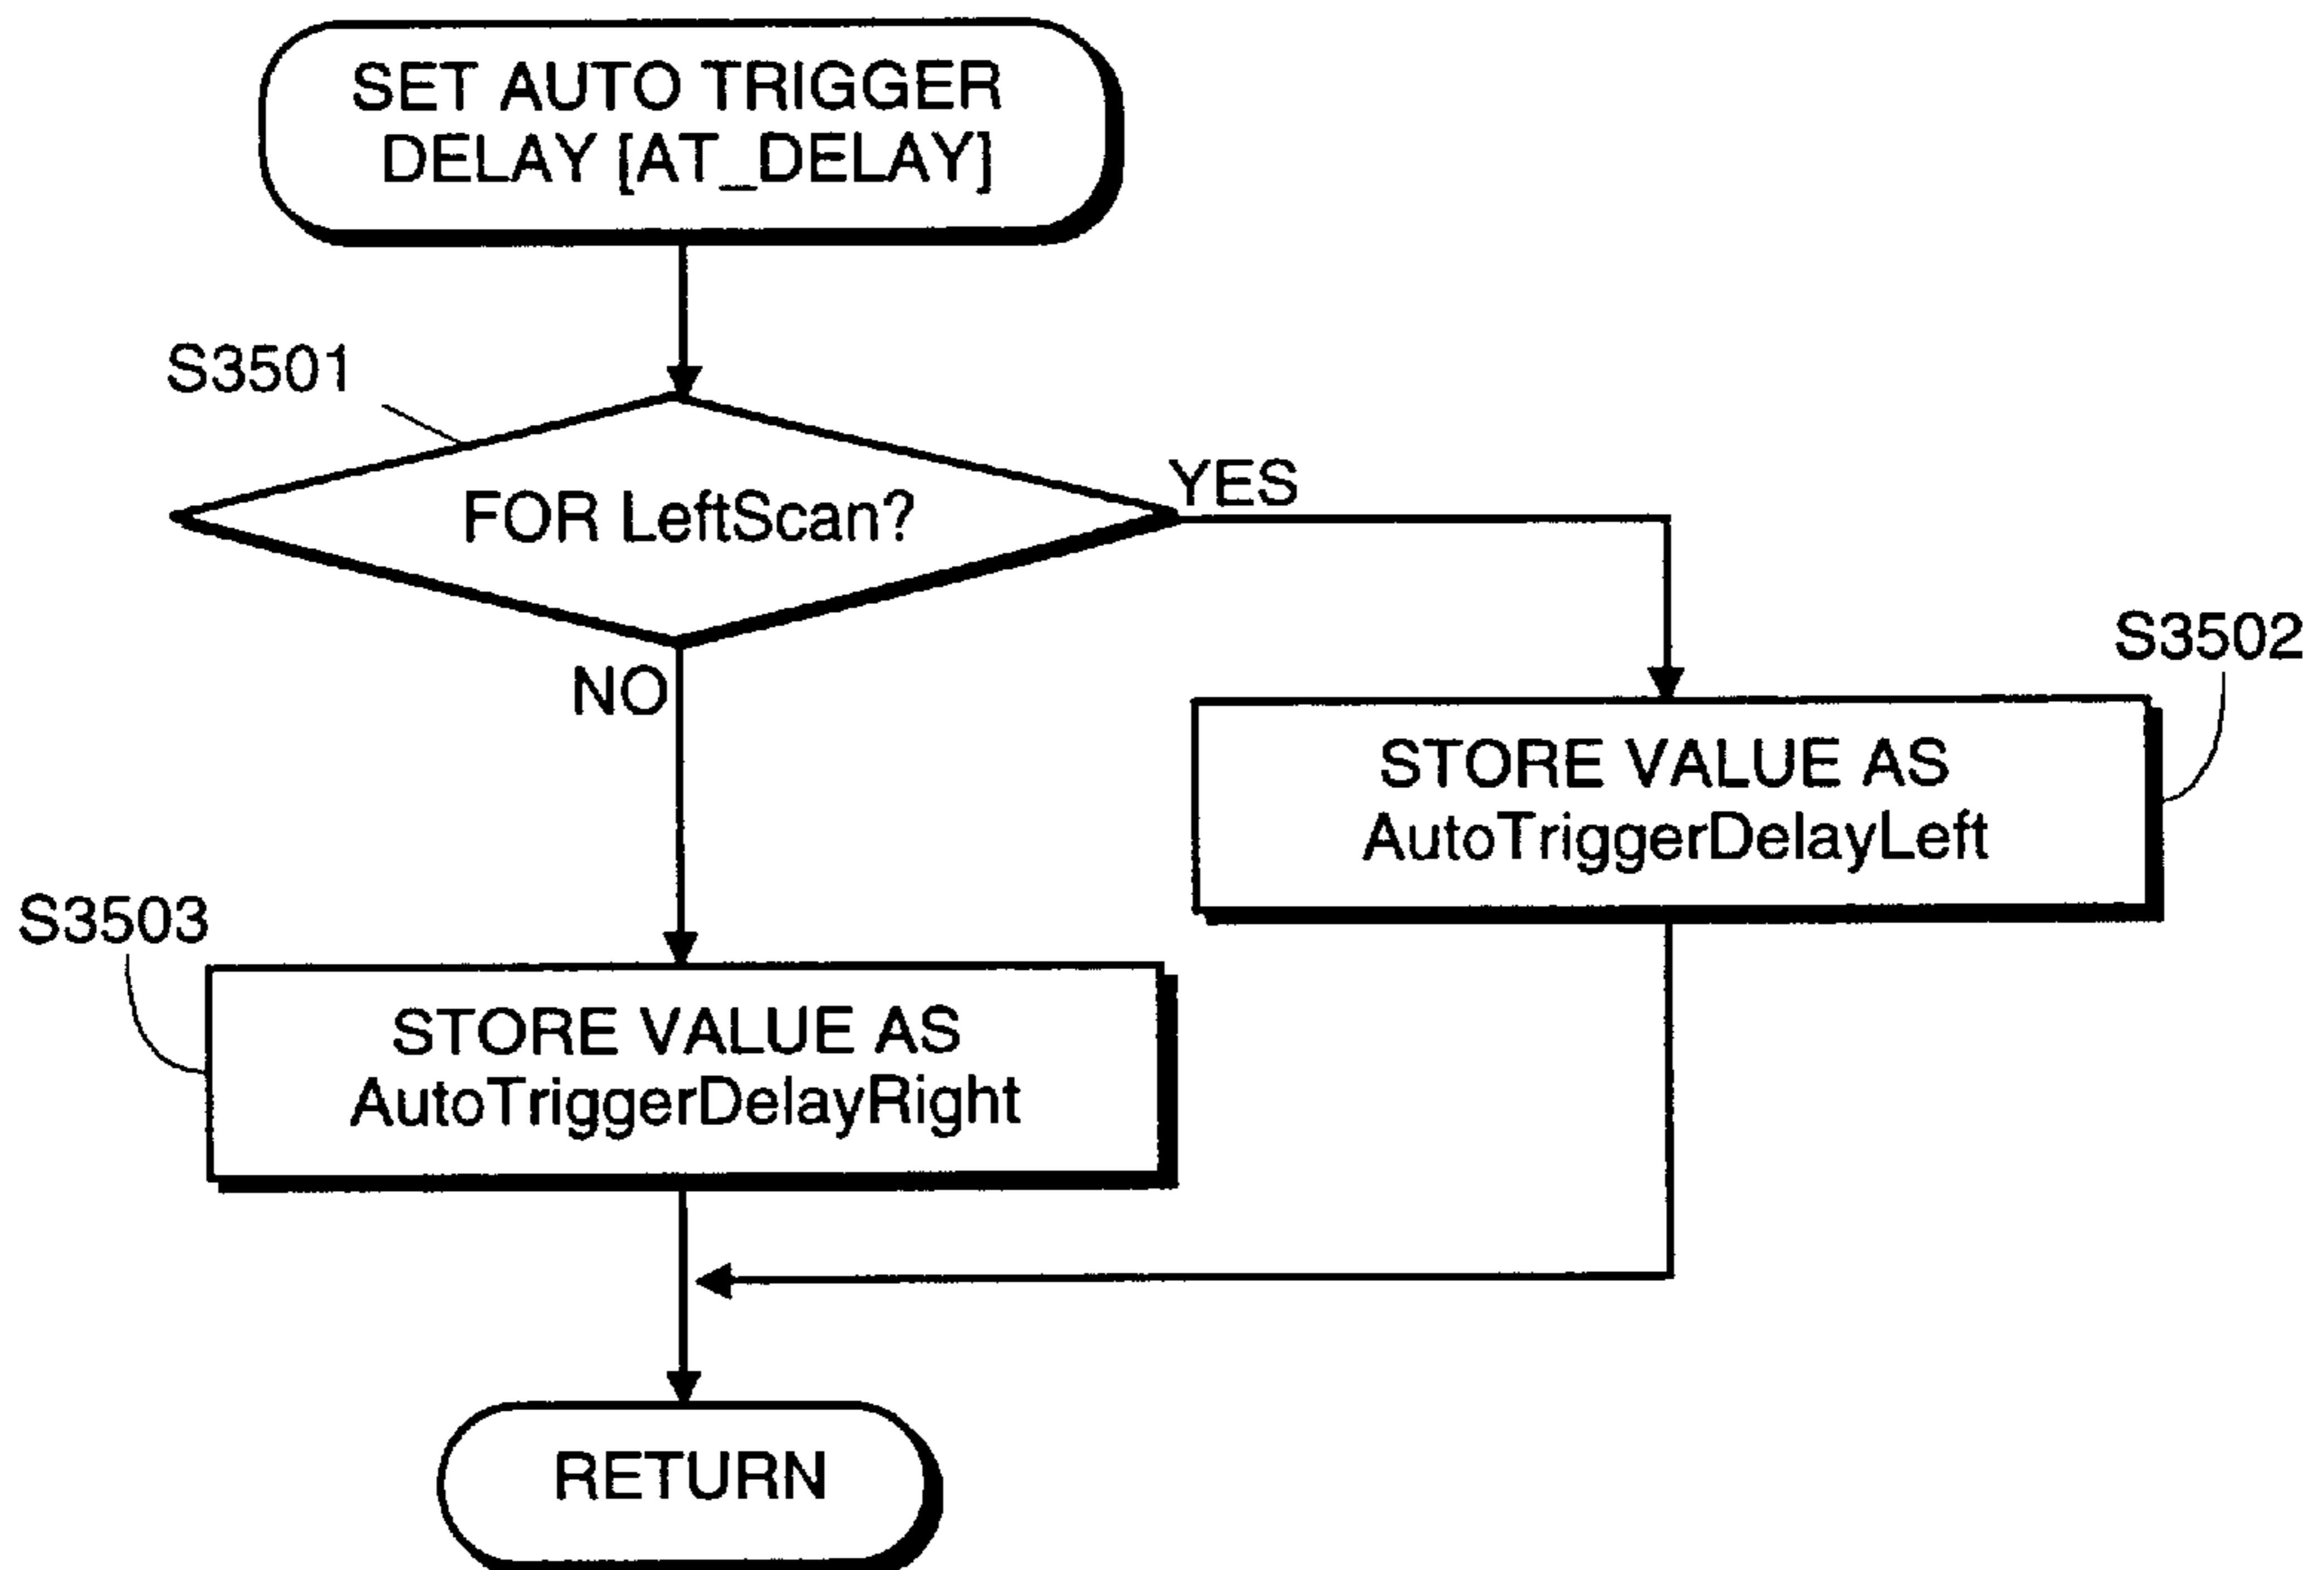 SET AUTO TRIGGER
DELAY [AT_DELAY]
S3501
FOR LeftScan?
YES
NO
S3502
STORE VALUE AS
AutoTriggerDelayLeft
S3503
STORE VALUE AS
AutoTriggerDelayRight
RETURN